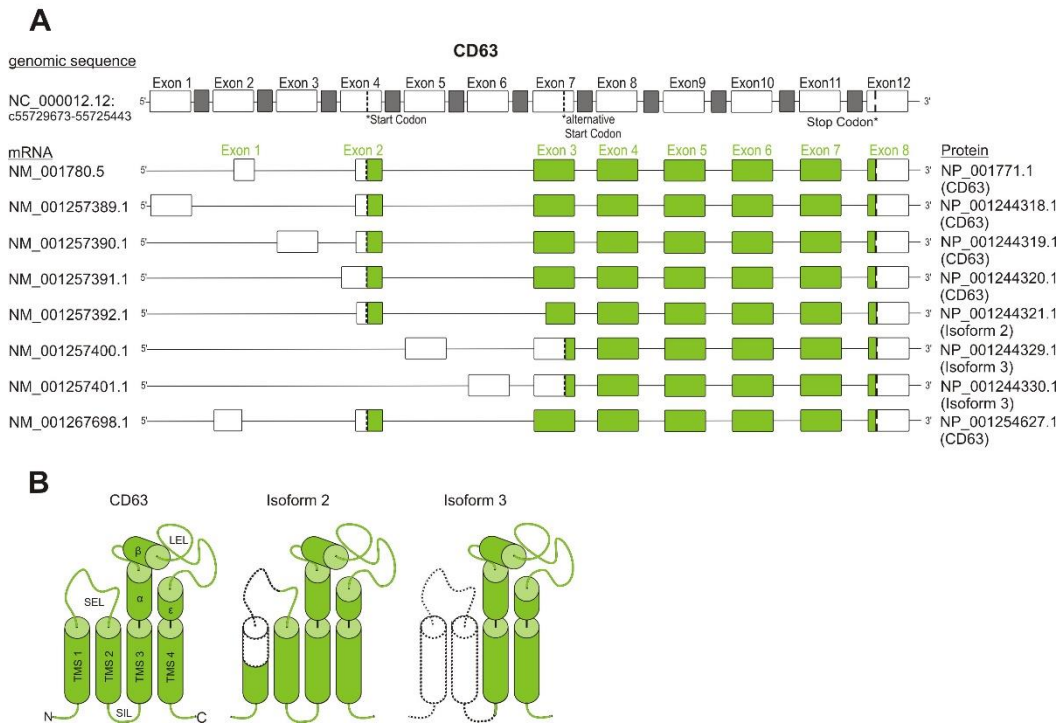 A
CD63
genomic sequence
Exon 1 Exon 2 Exon 3 Exon 4 Exon 5 Exon 6 Exon 7 Exon 8 Exon9 Exon10 Exon11 Exon12
NC_000012.12:
c55729673-55725443
3'
*Start Codon
*alternative
Start Codon
Stop Codon*
mRNA
Exon 1 Exon 2 Exon 3 Exon 4 Exon 5 Exon 6 Exon 7 Exon 8
Protein
NM_001780.5 5' 3' NP_001771.1
(CD63)
NM_001257389.1 5' 3' NP_001244318.1
(CD63)
NM_001257390.1 5' 3' NP_001244319.1
(CD63)
NM_001257391.1 5' 3' NP_001244320.1
(CD63)
NM_001257392.1 5' 3' NP_001244321.1
(Isoform 2)
NM_001257400.1 5' 3' NP_001244329.1
(Isoform 3)
NM_001257401.1 5' 3' NP_001244330.1
(Isoform 3)
NM_001267698.1 5' 3' NP_001254627.1
(CD63)
B
CD63 Isoform 2 Isoform 3
β LEL
SEL α ε
TMS 1 TMS 2 TMS 3 TMS 4
N SIL C